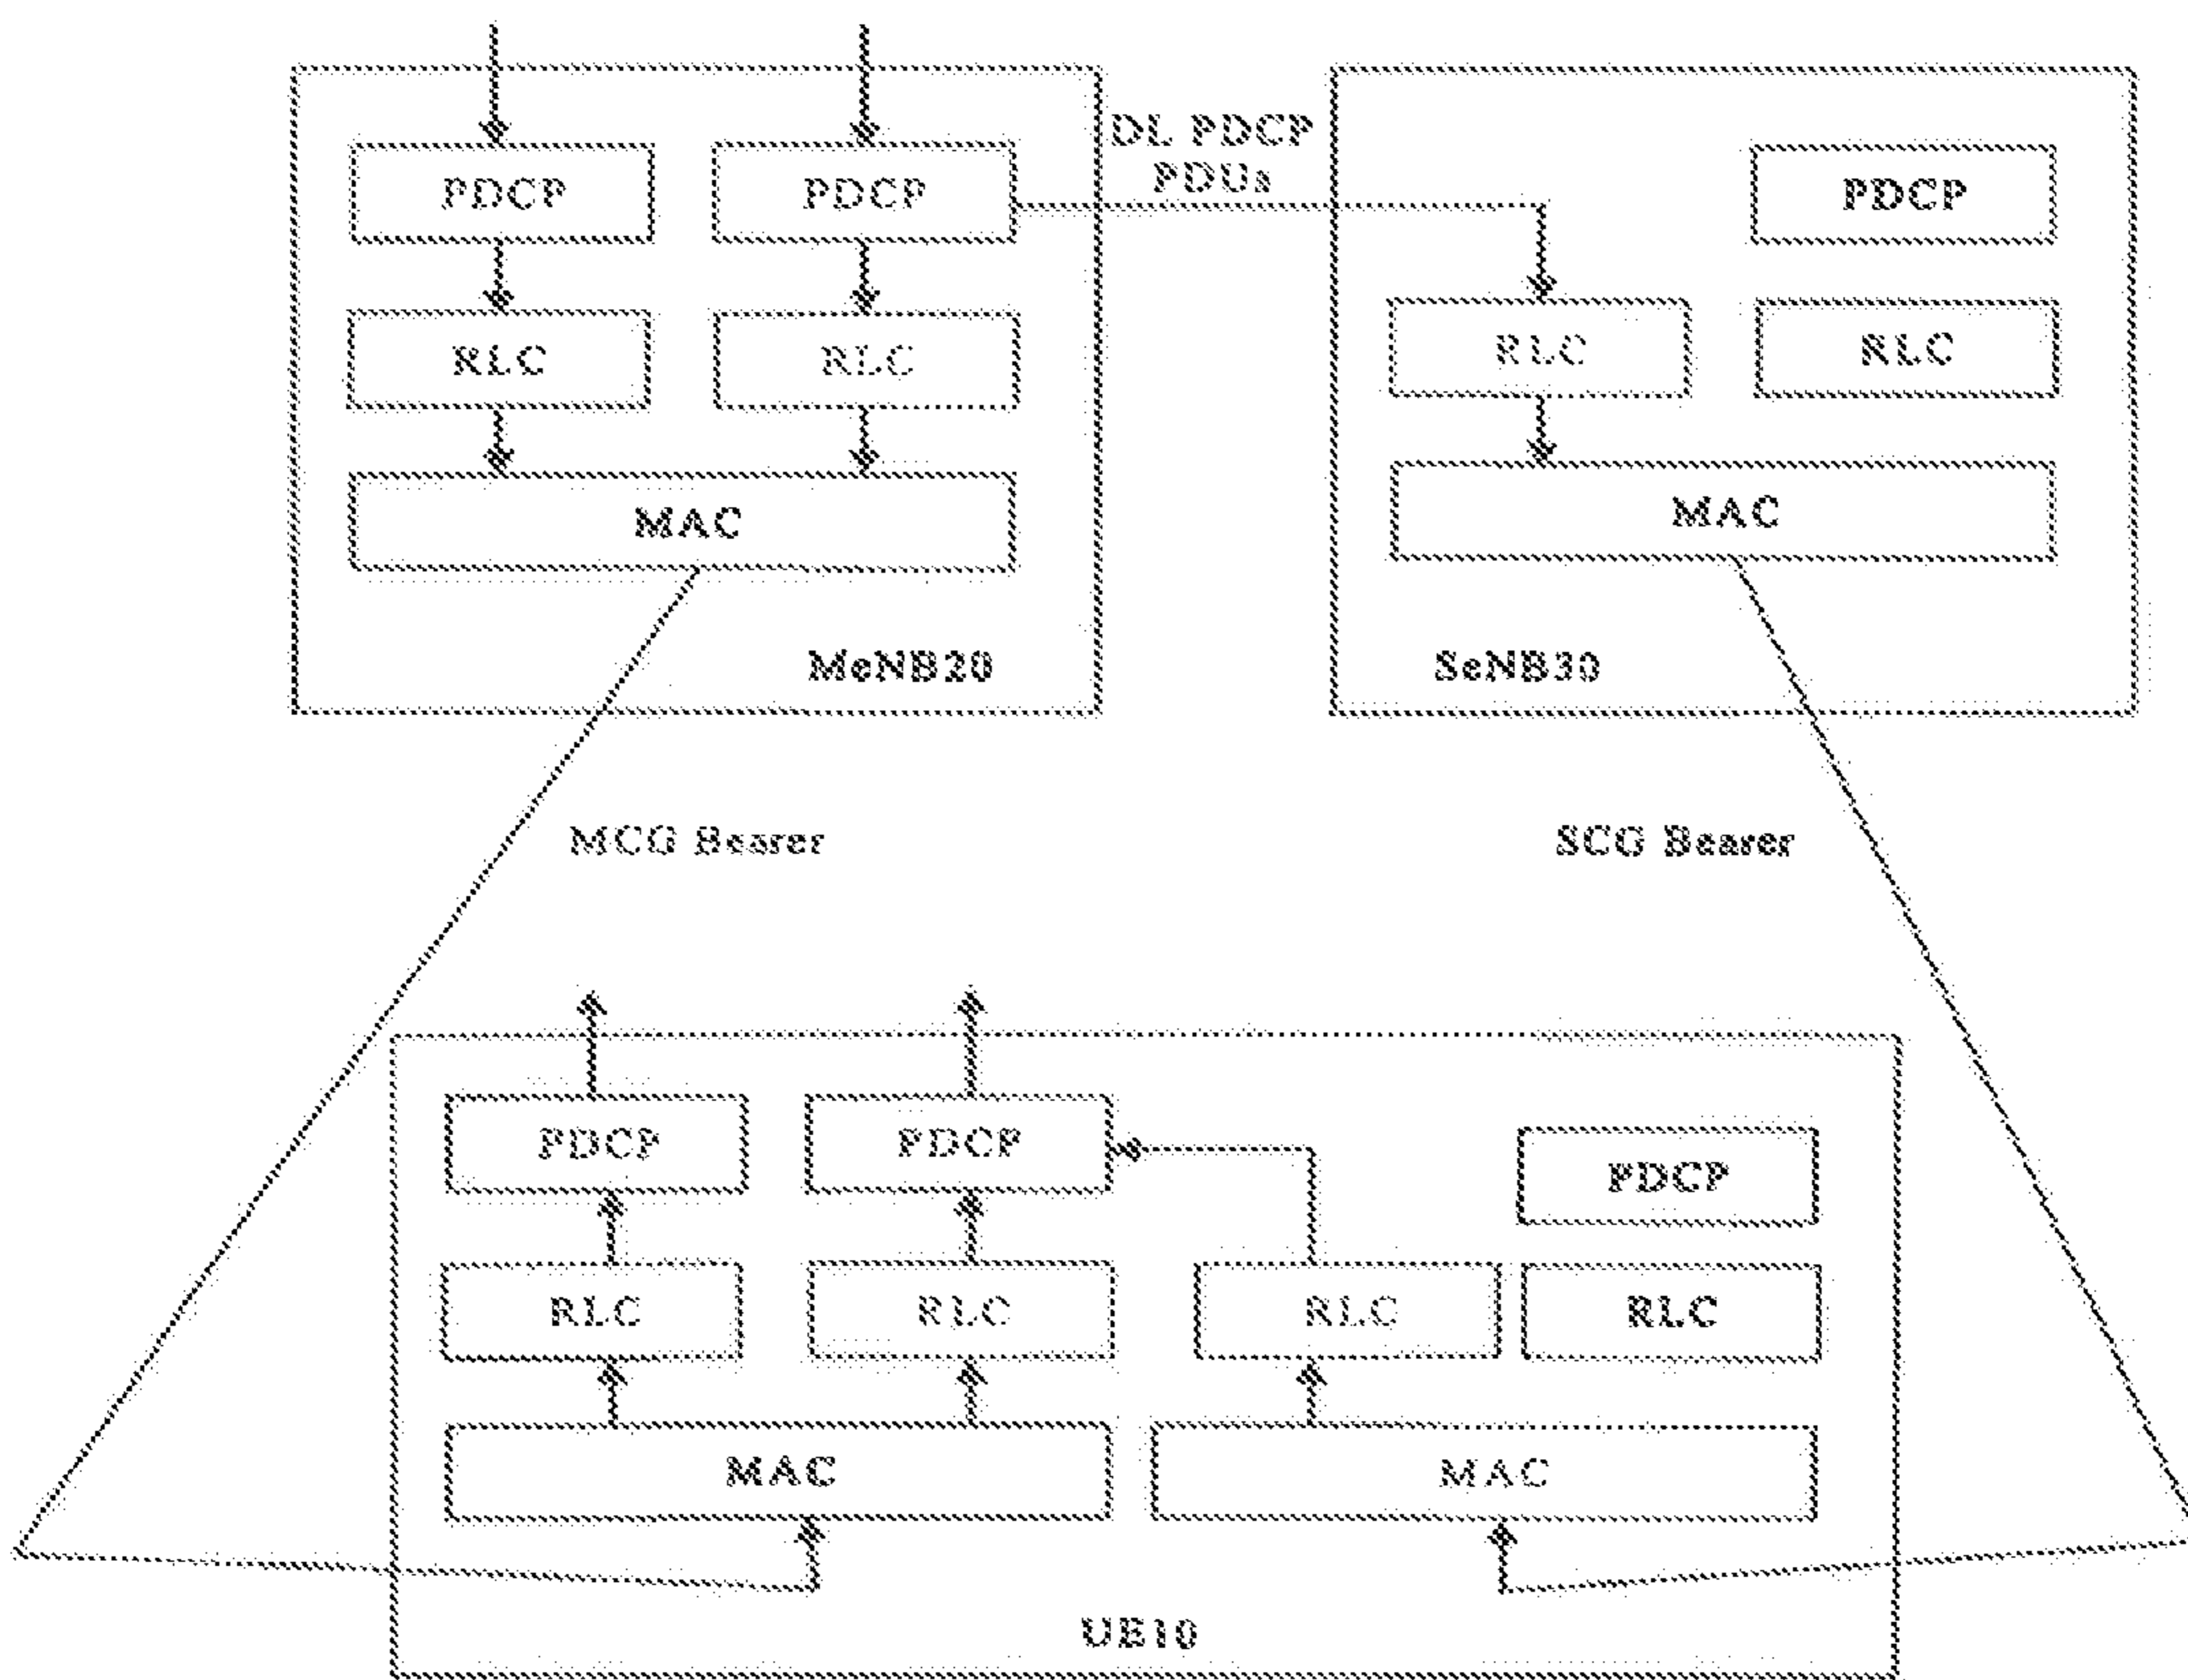 DL PDCP
PDUs
PDCP
PDCP
PDCP
RLC
RLC
RLC
RLC
MAC
MAC
MeNB20
SeNB30
MCG Bearer
SCG Bearer
PDCP
PDCP
PDCP
RLC
RLC
RLC
RLC
MAC
MAC
UE10